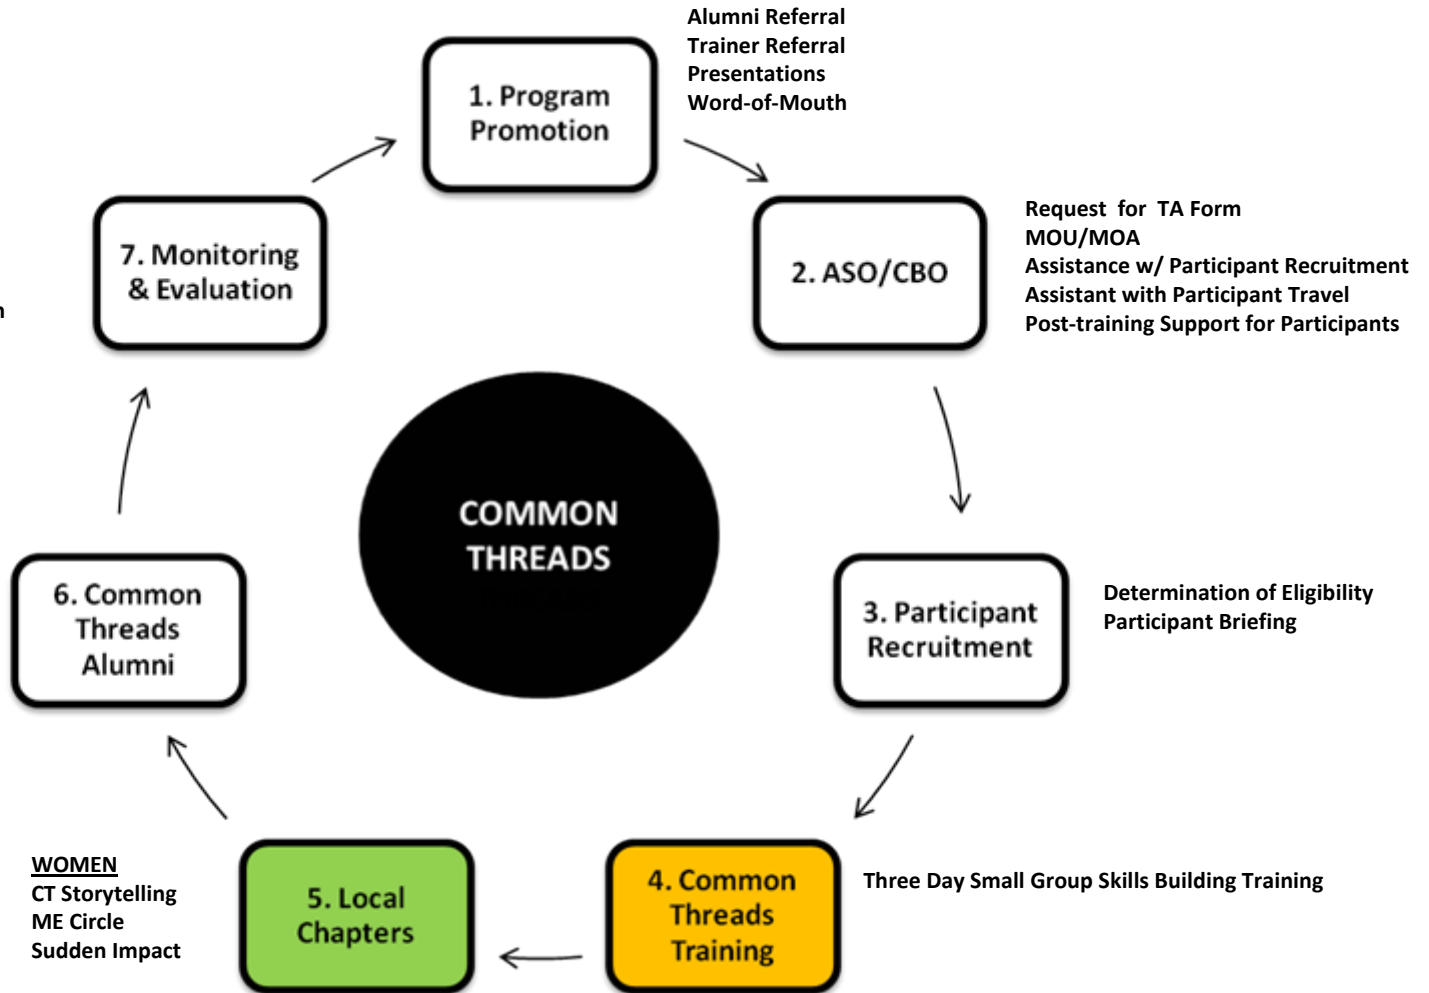 Alumni Referral
Trainer Referral
Presentations
Word-of-Mouth
1. Program
Promotion
Request for TA Form
MOU/MOA
Assistance w/ Participant Recruitment
Assistant with Participant Travel
Post-training Support for Participants
2. ASO/CBO
7. Monitoring
& Evaluation
COMMON
THREADS
3. Participant
Recruitment
Determination of Eligibility
Participant Briefing
6. Common
Threads
Alumni
4. Common
Threads
Training
Three Day Small Group Skills Building Training
5. Local
Chapters
WOMEN
CT Storytelling
ME Circle
Sudden Impact